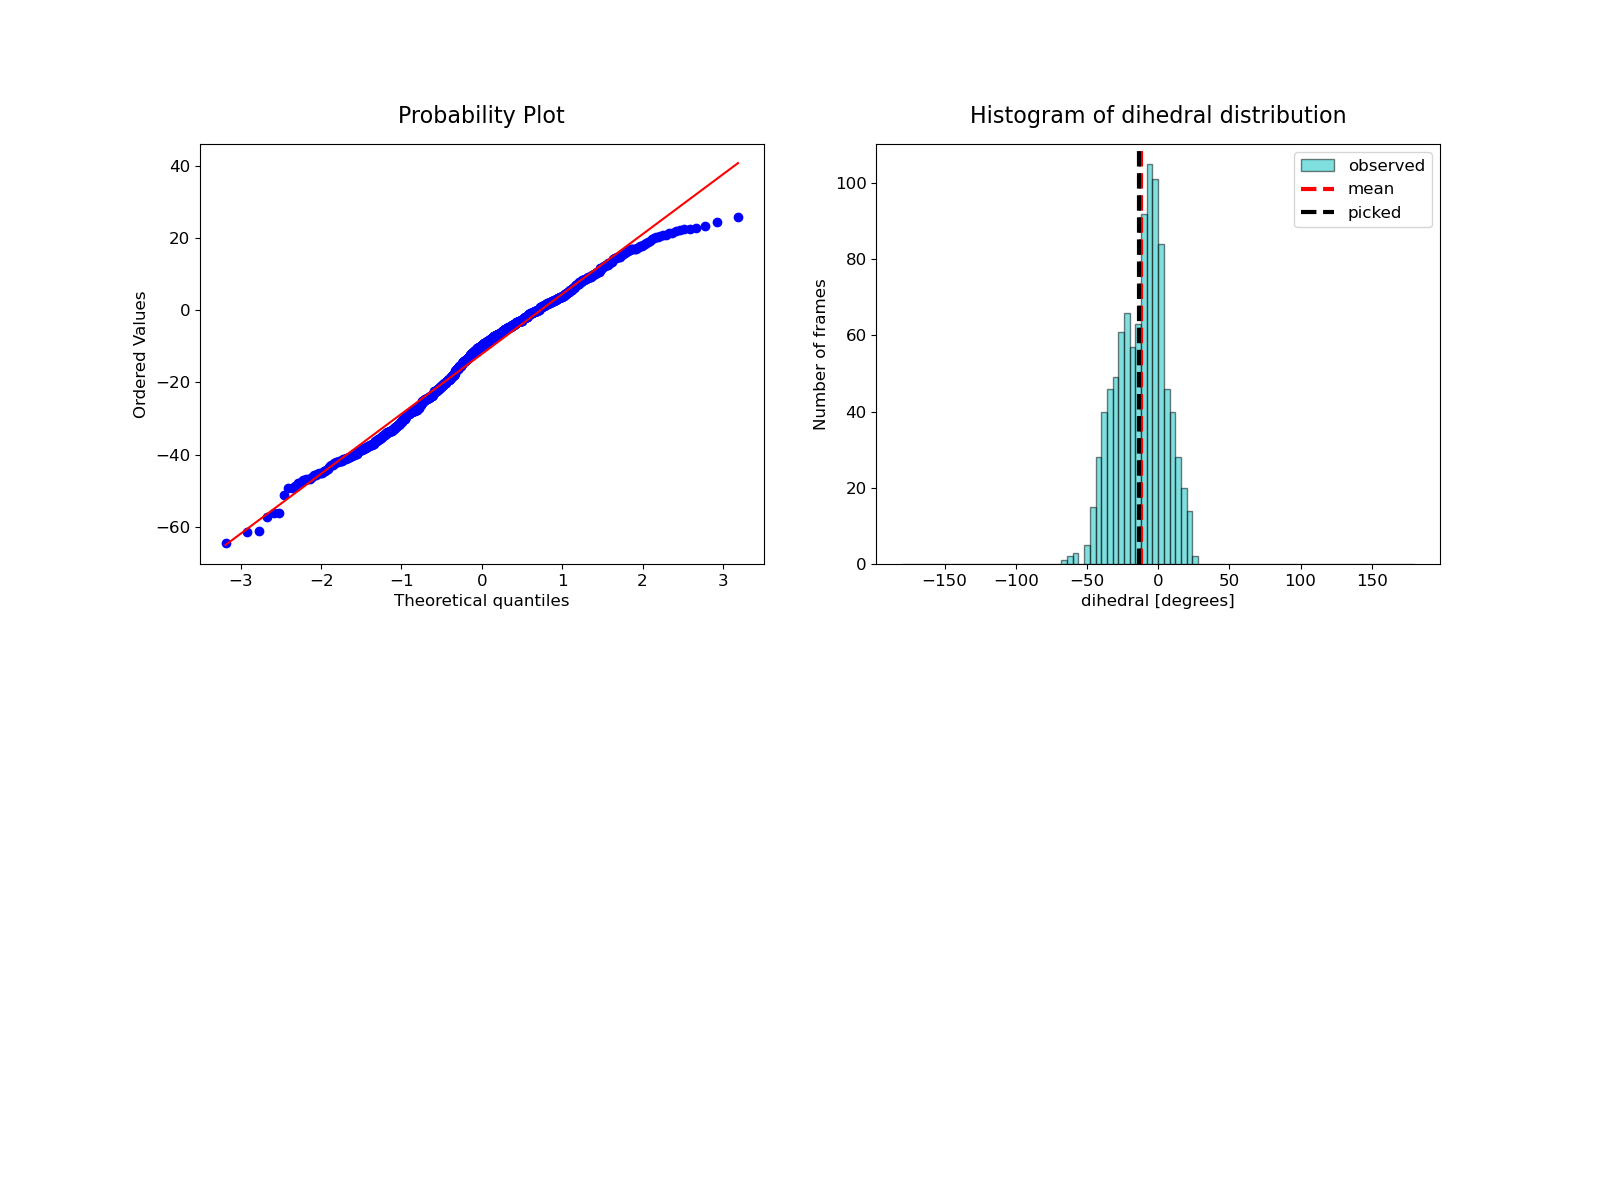 Probability Plot
40
20
0
−20
−40
−60
Ordered Values
−3
−2
−1
0
1
2
3
Theoretical quantiles
Histogram of dihedral distribution
observed
mean
picked
100
80
60
40
20
0
Number of frames
−150
−100
−50
0
50
100
150
dihedral [degrees]